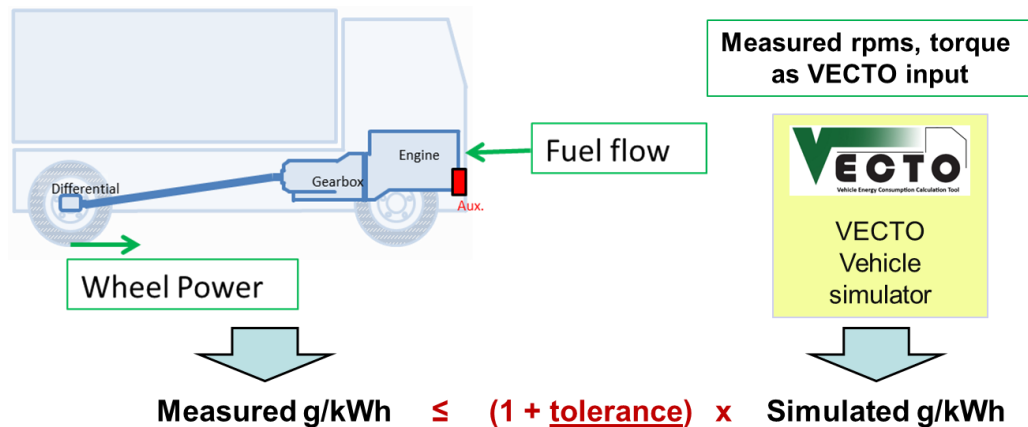 Measured rpms, torque
as VECTO input
Engine
Fuel flow
Differential
Gearbox
Aux.
VECTO
Vehicle Energy Consumption Calculation Tool
VECTO
Vehicle
simulator
Wheel Power
Measured g/kWh ≤ (1 + tolerance) x Simulated g/kWh